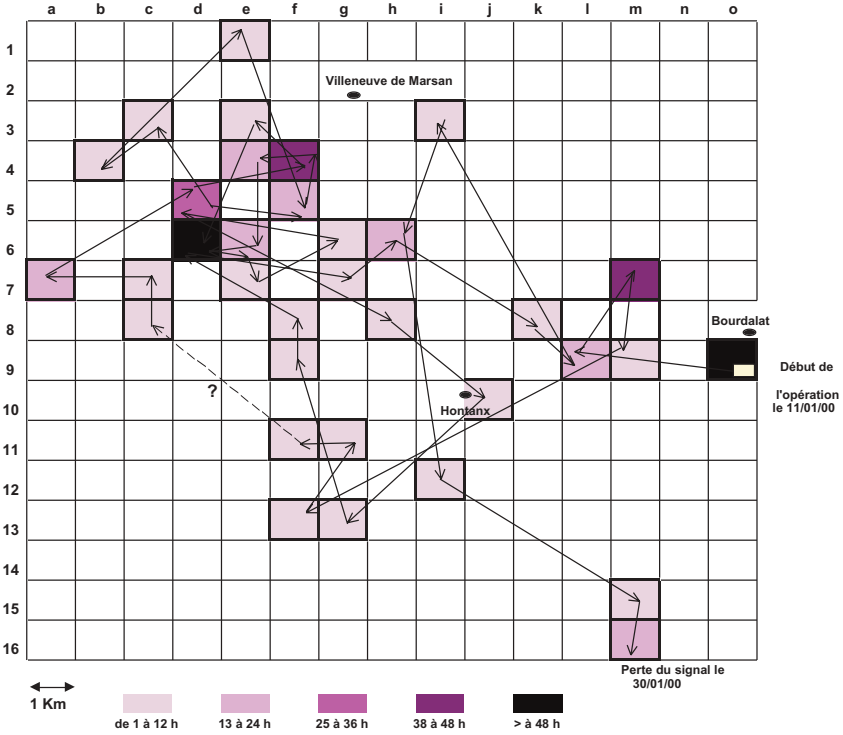 a b c d e f g h i j k l m n o
1
2
Villeneuve de Marsan
3
4
5
6
7
8
Bourdalat
9
Début de
l'opération
le 11/01/00
?
10
Hontanx
11
12
13
14
15
16
Perte du signal le
30/01/00
1 Km
de 1 à 12 h 13 à 24 h 25 à 36 h 38 à 48 h > à 48 h